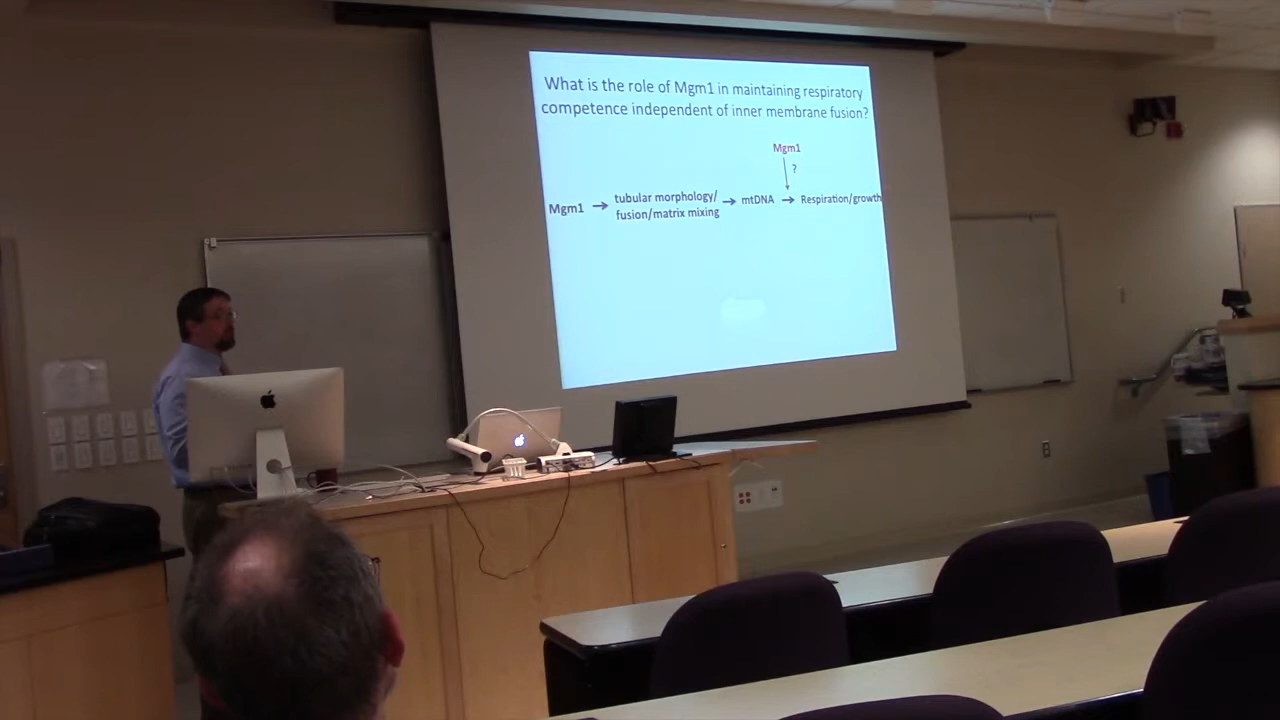 What is the role of Mgm1 in maintaining respiratory
competence independent of inner membrane fusion?
Mgm1
?
Mgm1 → tubular morphology/
fusion/matrix mixing → mtDNA → Respiration/growth